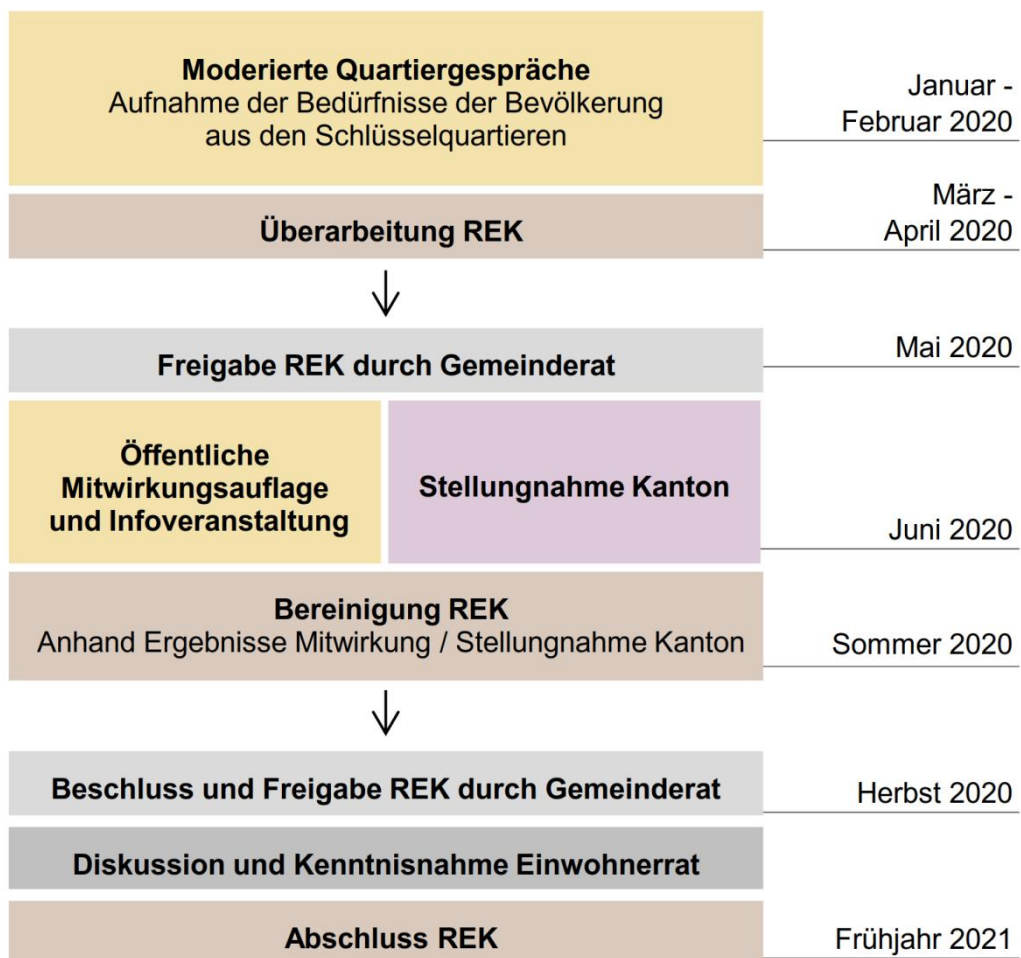 Moderierte Quartiergespräche
Aufnahme der Bedürfnisse der Bevölkerung
aus den Schlüsselquartieren
Januar -
Februar 2020
Überarbeitung REK
März -
April 2020
Freigabe REK durch Gemeinderat
Mai 2020
Öffentliche
Mitwirkungsauflage
und Infoveranstaltung
Stellungnahme Kanton
Juni 2020
Bereinigung REK
Anhand Ergebnisse Mitwirkung / Stellungnahme Kanton
Sommer 2020
Beschluss und Freigabe REK durch Gemeinderat
Herbst 2020
Diskussion und Kenntnisnahme Einwohnerrat
Abschluss REK
Frühjahr 2021